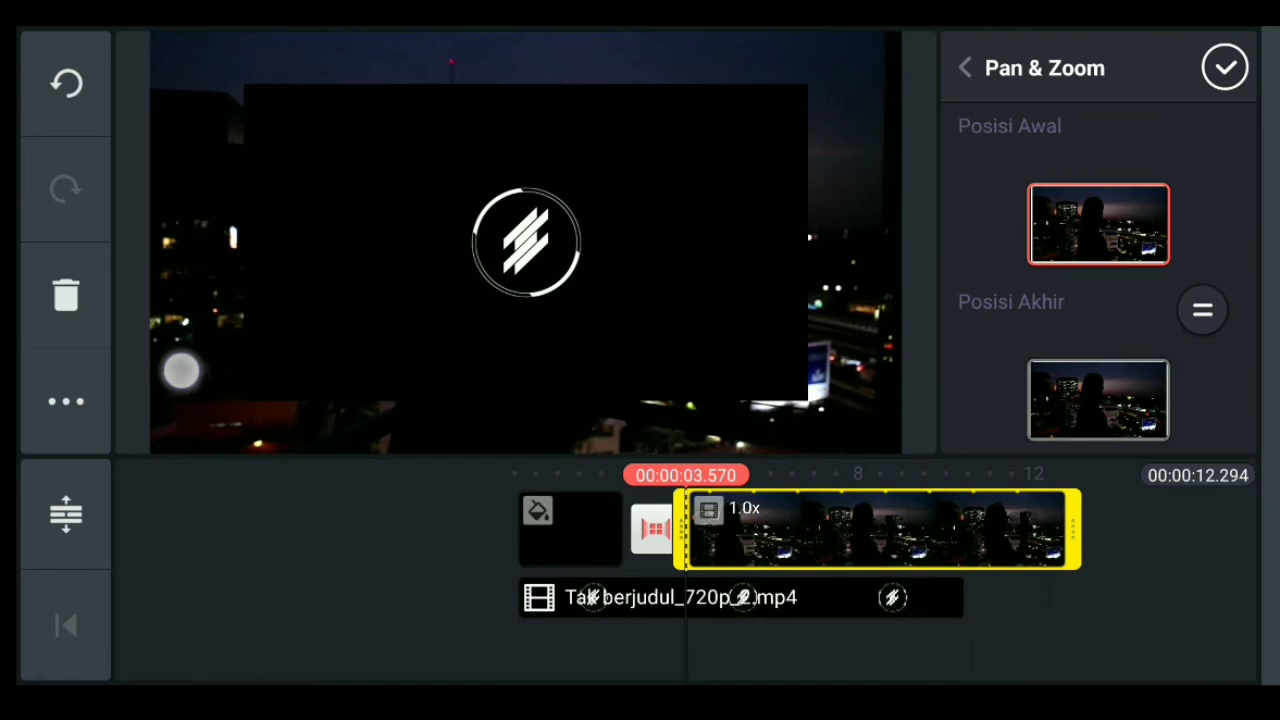 Pan & Zoom
Posisi Awal
Posisi Akhir
00:00:03.570
8
12
00:00:12.294
1.0x
Tak berjudul_720p_2.mp4